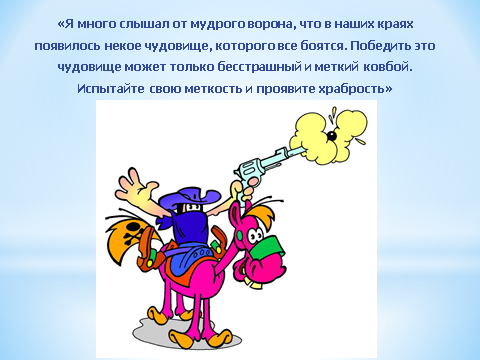 «Я много слышал от мудрого ворона, что в наших краях
появилось некое чудовище, которого все боятся. Победить это
чудовище может только бесстрашный и меткий ковбой.
Испытайте свою меткость и проявите храбрость»